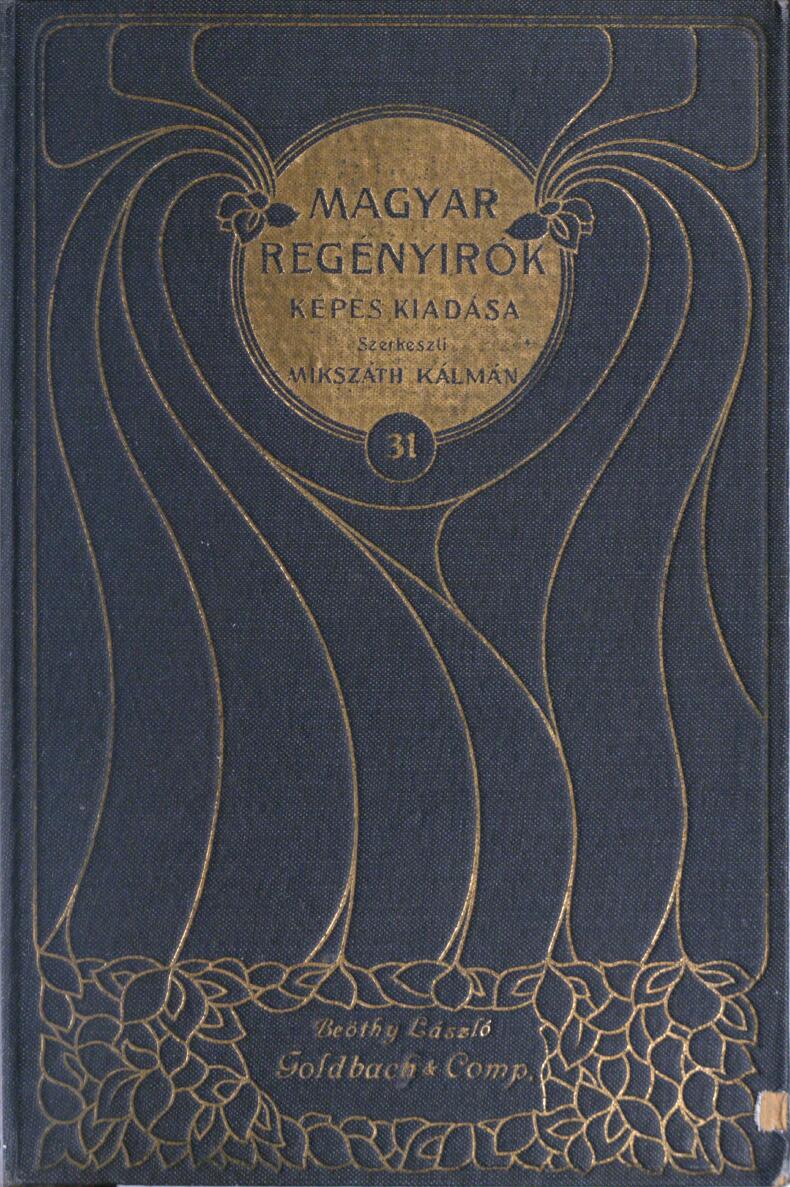 MAGYAR
REGÉNYIRÓK
KÉPES KIADÁSA
Szerkeszti
MIKSZÁTH KÁLMÁN
31
Beöthy László
Goldbach & Comp.